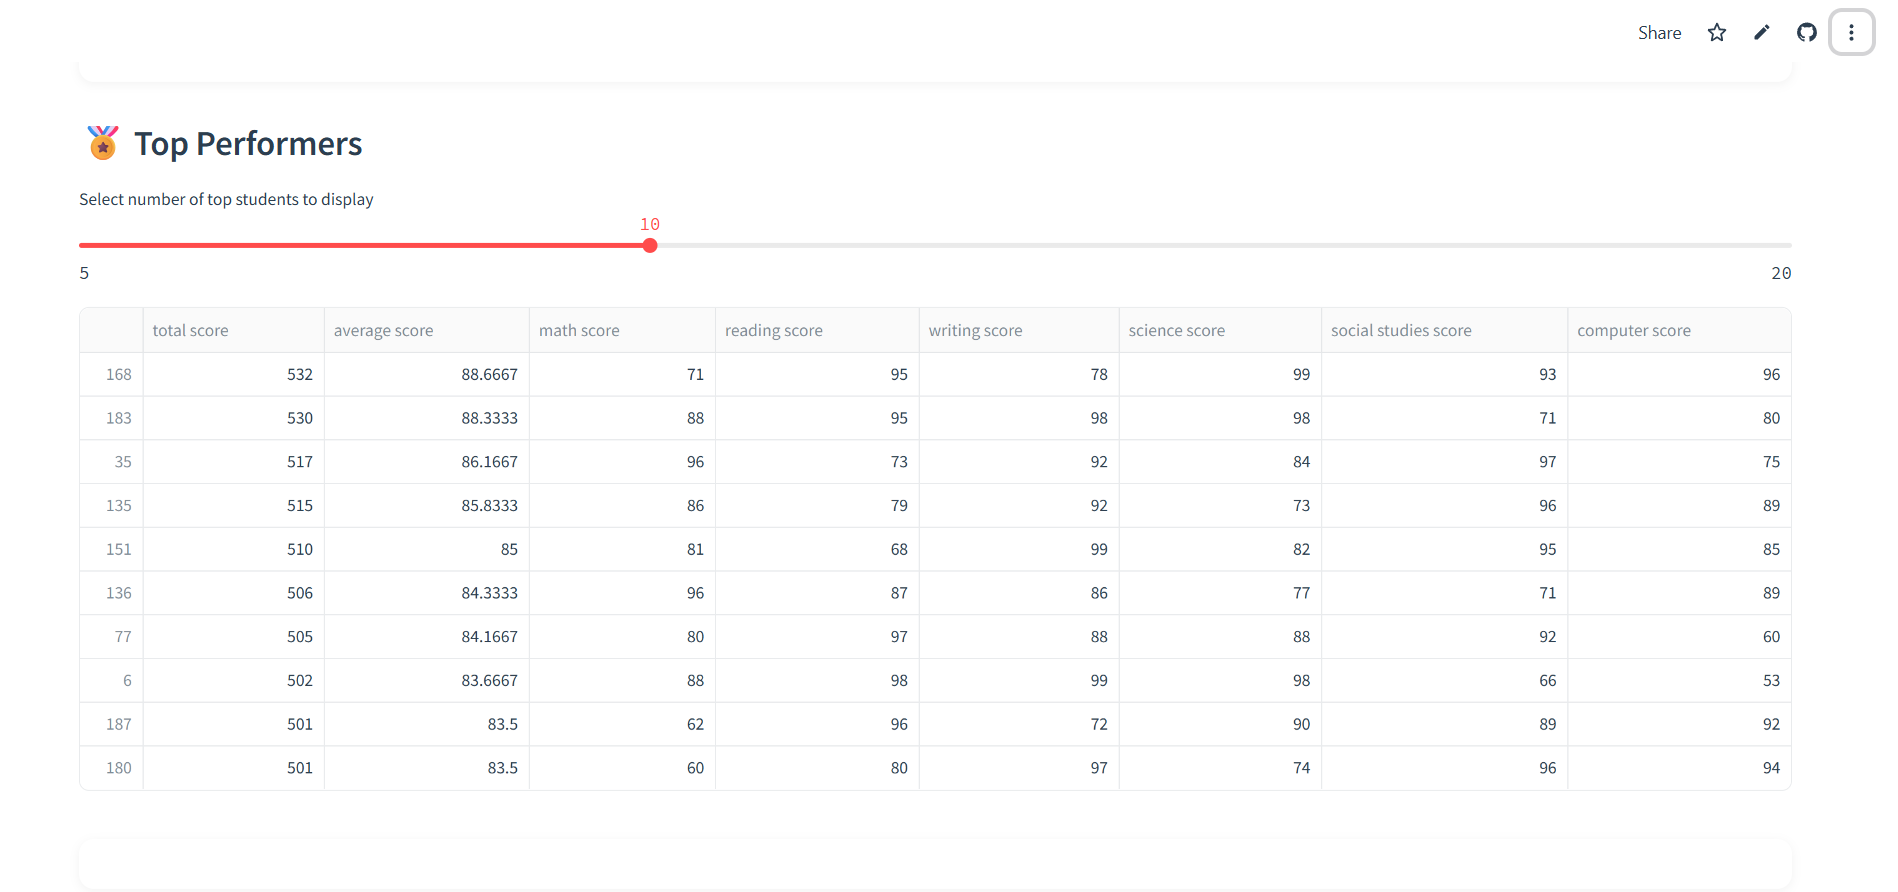 Share
Top Performers
Select number of top students to display
10
5 20
total score average score math score reading score writing score science score social studies score computer score
168 532 88.6667 71 95 78 99 93 96
183 530 88.3333 88 95 98 98 71 80
35 517 86.1667 96 73 92 84 97 75
135 515 85.8333 86 79 92 73 96 89
151 510 85 81 68 99 82 95 85
136 506 84.3333 96 87 86 77 71 89
77 505 84.1667 80 97 88 88 92 60
6 502 83.6667 88 98 99 98 66 53
187 501 83.5 62 96 72 90 89 92
180 501 83.5 60 80 97 74 96 94